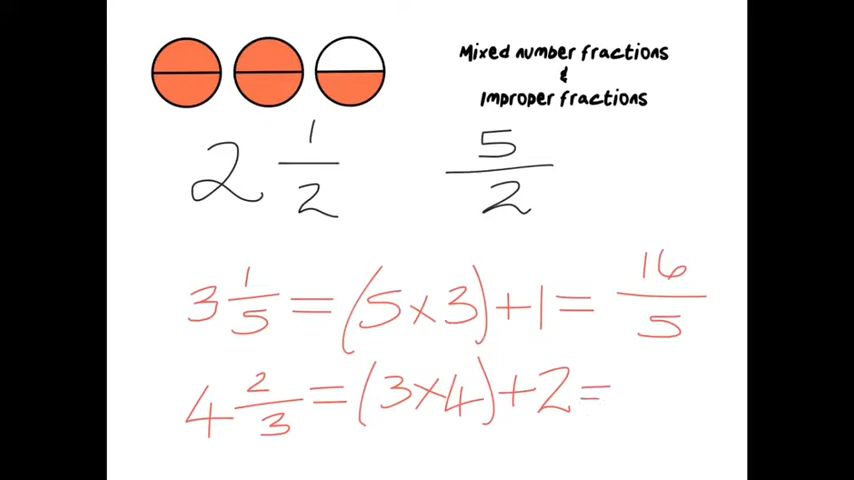 Mixed number fractions
&
Improper fractions
2 1/2 5/2
3 1/5 = (5 × 3) + 1 = 16/5
4 2/3 = (3 × 4) + 2 =